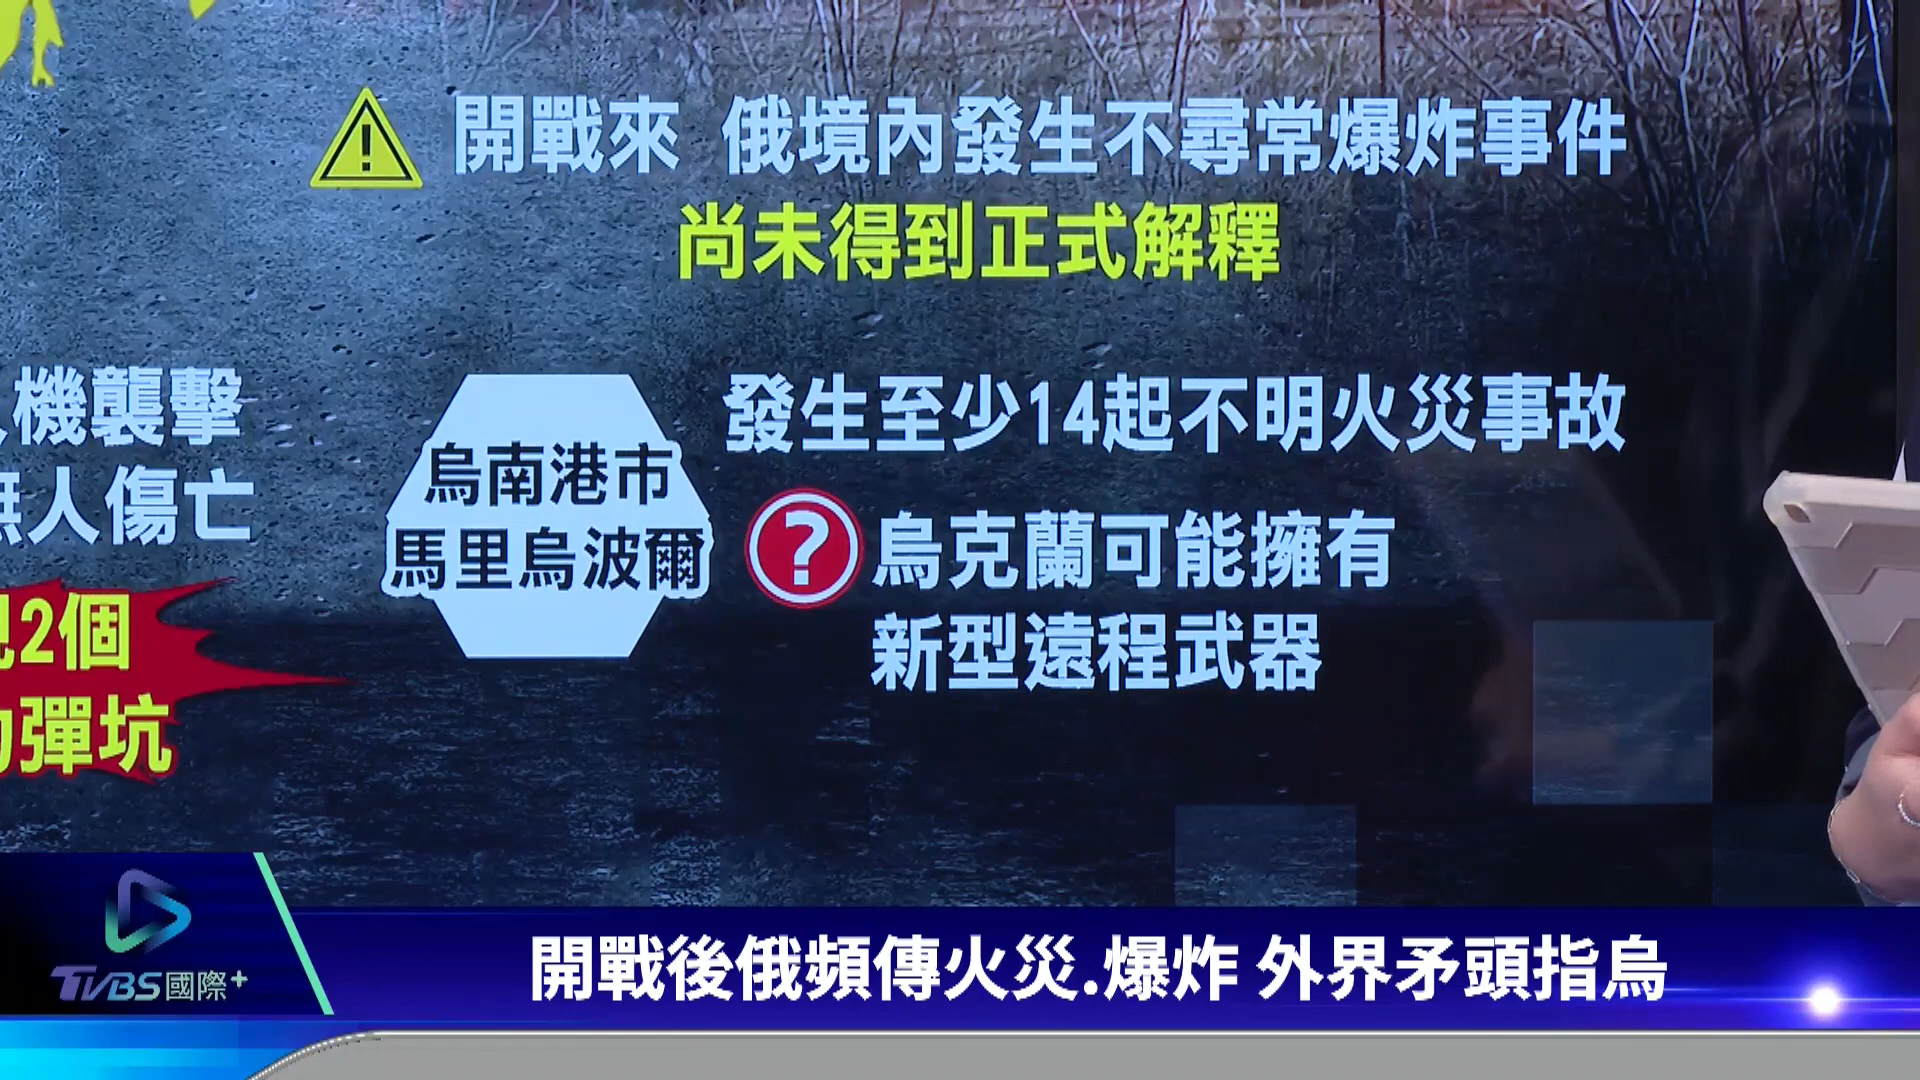 開戰來 俄境內發生不尋常爆炸事件
尚未得到正式解釋
機襲擊
無人傷亡
2個
彈坑
烏南港市
馬里烏波爾
發生至少14起不明火災事故
?
烏克蘭可能擁有
新型遠程武器
TVBS國際+
開戰後俄頻傳火災.爆炸 外界矛頭指烏